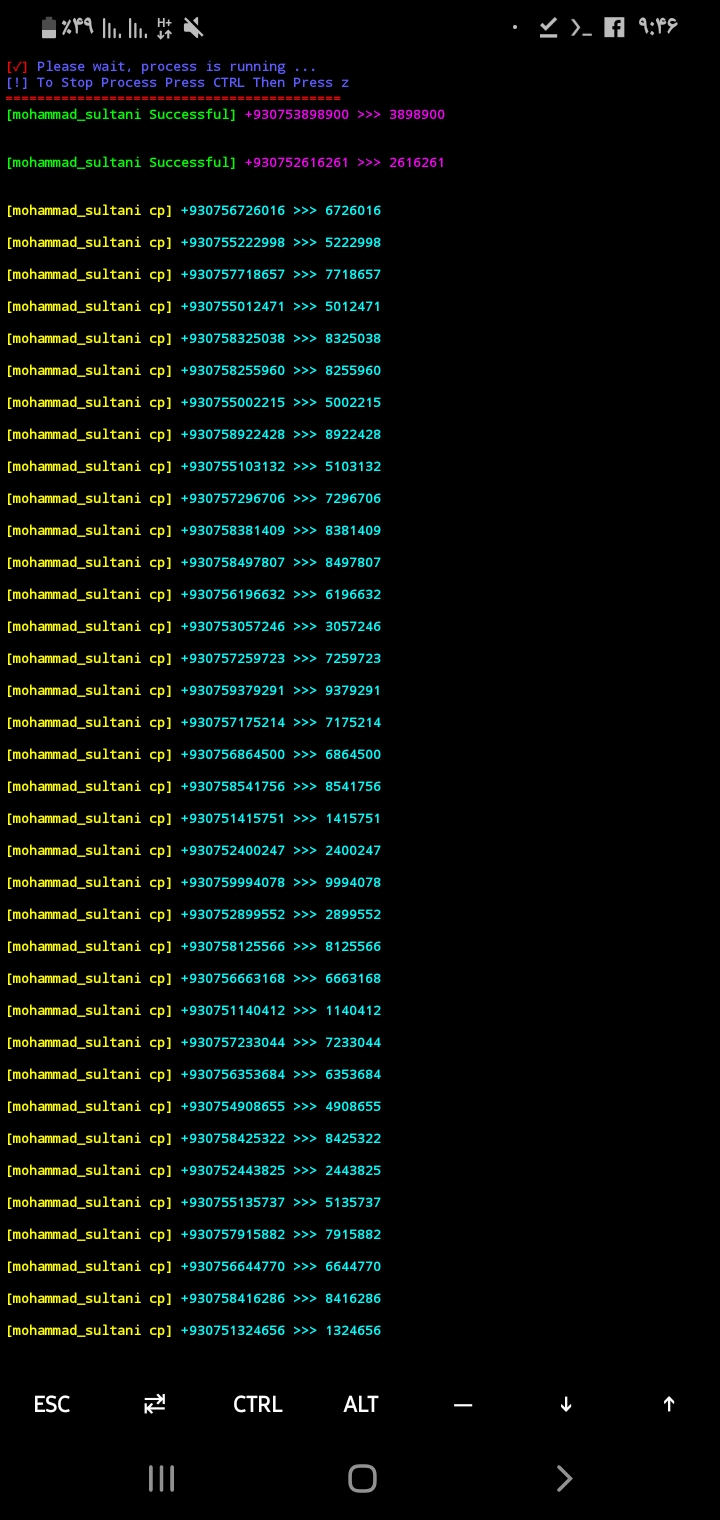 ٪۴۹ H+ >_ ۹:۴۶
[✓] Please wait, process is running ...
[!] To Stop Process Press CTRL Then Press z
==========================================
[mohammad_sultani Successful] +930753898900 >>> 3898900
[mohammad_sultani Successful] +930752616261 >>> 2616261
[mohammad_sultani cp] +930756726016 >>> 6726016
[mohammad_sultani cp] +930755222998 >>> 5222998
[mohammad_sultani cp] +930757718657 >>> 7718657
[mohammad_sultani cp] +930755012471 >>> 5012471
[mohammad_sultani cp] +930758325038 >>> 8325038
[mohammad_sultani cp] +930758255960 >>> 8255960
[mohammad_sultani cp] +930755002215 >>> 5002215
[mohammad_sultani cp] +930758922428 >>> 8922428
[mohammad_sultani cp] +930755103132 >>> 5103132
[mohammad_sultani cp] +930757296706 >>> 7296706
[mohammad_sultani cp] +930758381409 >>> 8381409
[mohammad_sultani cp] +930758497807 >>> 8497807
[mohammad_sultani cp] +930756196632 >>> 6196632
[mohammad_sultani cp] +930753057246 >>> 3057246
[mohammad_sultani cp] +930757259723 >>> 7259723
[mohammad_sultani cp] +930759379291 >>> 9379291
[mohammad_sultani cp] +930757175214 >>> 7175214
[mohammad_sultani cp] +930756864500 >>> 6864500
[mohammad_sultani cp] +930758541756 >>> 8541756
[mohammad_sultani cp] +930751415751 >>> 1415751
[mohammad_sultani cp] +930752400247 >>> 2400247
[mohammad_sultani cp] +930759994078 >>> 9994078
[mohammad_sultani cp] +930752899552 >>> 2899552
[mohammad_sultani cp] +930758125566 >>> 8125566
[mohammad_sultani cp] +930756663168 >>> 6663168
[mohammad_sultani cp] +930751140412 >>> 1140412
[mohammad_sultani cp] +930757233044 >>> 7233044
[mohammad_sultani cp] +930756353684 >>> 6353684
[mohammad_sultani cp] +930754908655 >>> 4908655
[mohammad_sultani cp] +930758425322 >>> 8425322
[mohammad_sultani cp] +930752443825 >>> 2443825
[mohammad_sultani cp] +930755135737 >>> 5135737
[mohammad_sultani cp] +930757915882 >>> 7915882
[mohammad_sultani cp] +930756644770 >>> 6644770
[mohammad_sultani cp] +930758416286 >>> 8416286
[mohammad_sultani cp] +930751324656 >>> 1324656
ESC CTRL ALT — ↓ ↑